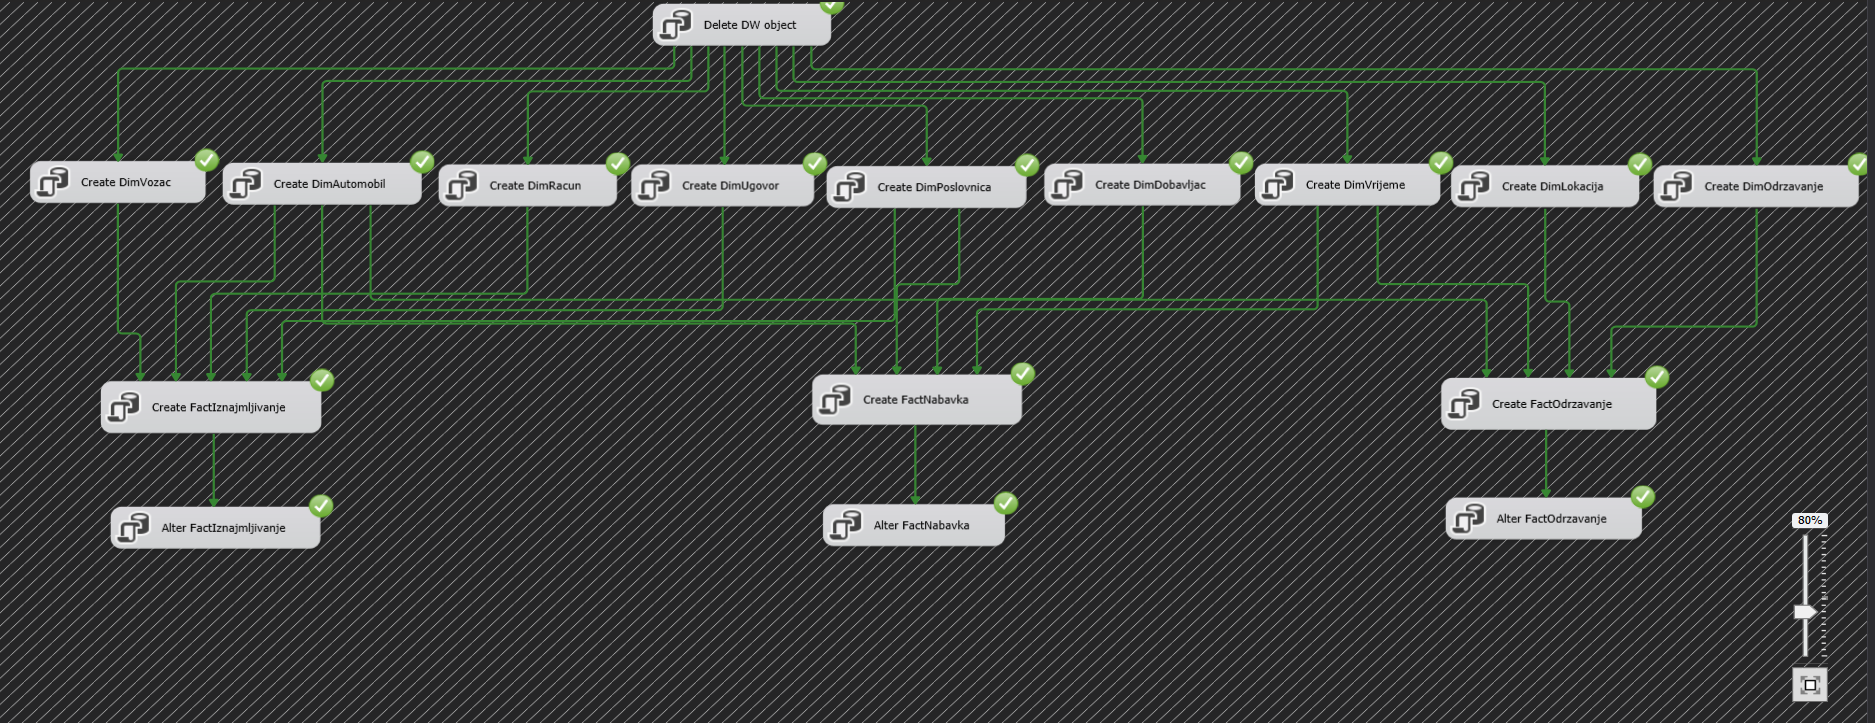 Delete DW object
Create DimVozac
Create DimAutomobil
Create DimRacun
Create DimUgovor
Create DimPoslovnica
Create DimDobavljac
Create DimVrijeme
Create DimLokacija
Create DimOdrzavanje
Create FactIznajmljivanje
Create FactNabavka
Create FactOdrzavanje
Alter FactIznajmljivanje
Alter FactNabavka
Alter FactOdrzavanje
80%